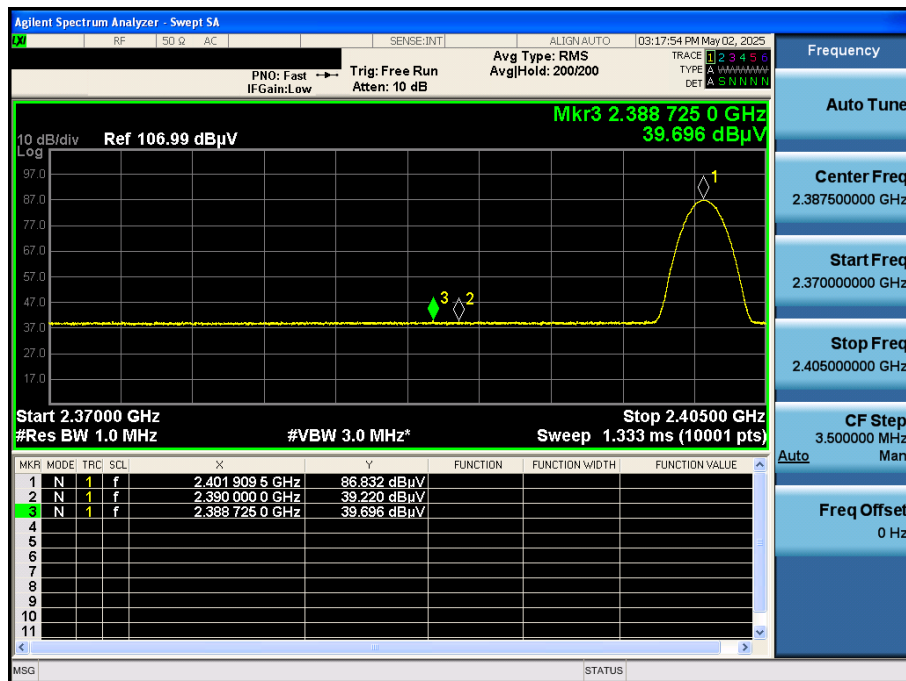 Agilent Spectrum Analyzer - Swept SA
LXI RF 50 Ω AC SENSE:INT ALIGN AUTO 03:17:54 PM May 02, 2025
PNO: Fast Trig: Free Run Avg Type: RMS TRACE 1 2 3 4 5 6
IFGain:Low Atten: 10 dB Avg|Hold: 200/200 TYPE A WWWWW
DET A S N N N N
Mkr3 2.388 725 0 GHz
39.696 dBµV
10 dB/div Ref 106.99 dBµV
Log
97.0
87.0
77.0
67.0
57.0
47.0
37.0
27.0
17.0
1
3
2
Start 2.37000 GHz Stop 2.40500 GHz
#Res BW 1.0 MHz #VBW 3.0 MHz* Sweep 1.333 ms (10001 pts)
MKR MODE TRC SCL X Y FUNCTION FUNCTION WIDTH FUNCTION VALUE
1 N 1 f 2.401 909 5 GHz 86.832 dBµV
2 N 1 f 2.390 000 0 GHz 39.220 dBµV
3 N 1 f 2.388 725 0 GHz 39.696 dBµV
4
5
6
7
8
9
10
11
MSG STATUS
Frequency
Auto Tune
Center Freq
2.387500000 GHz
Start Freq
2.370000000 GHz
Stop Freq
2.405000000 GHz
CF Step
3.500000 MHz
Auto Man
Freq Offset
0 Hz